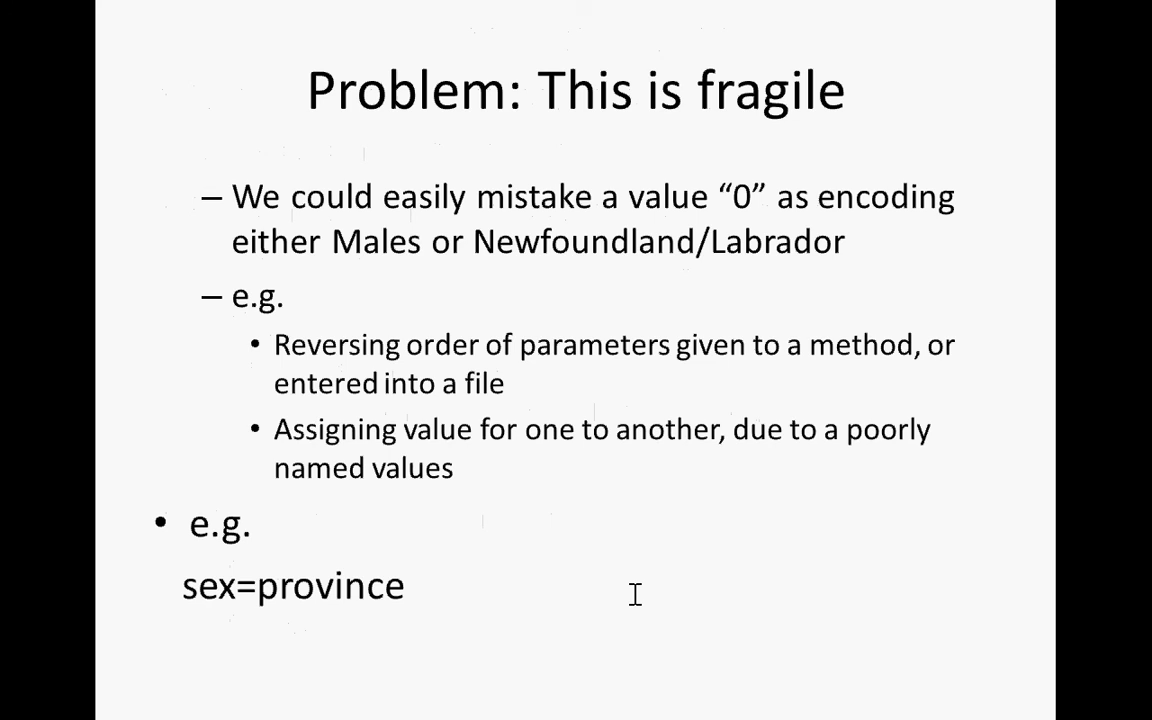 Problem: This is fragile
– We could easily mistake a value “0” as encoding
either Males or Newfoundland/Labrador
– e.g.
• Reversing order of parameters given to a method, or
entered into a file
• Assigning value for one to another, due to a poorly
named values
• e.g.
sex=province